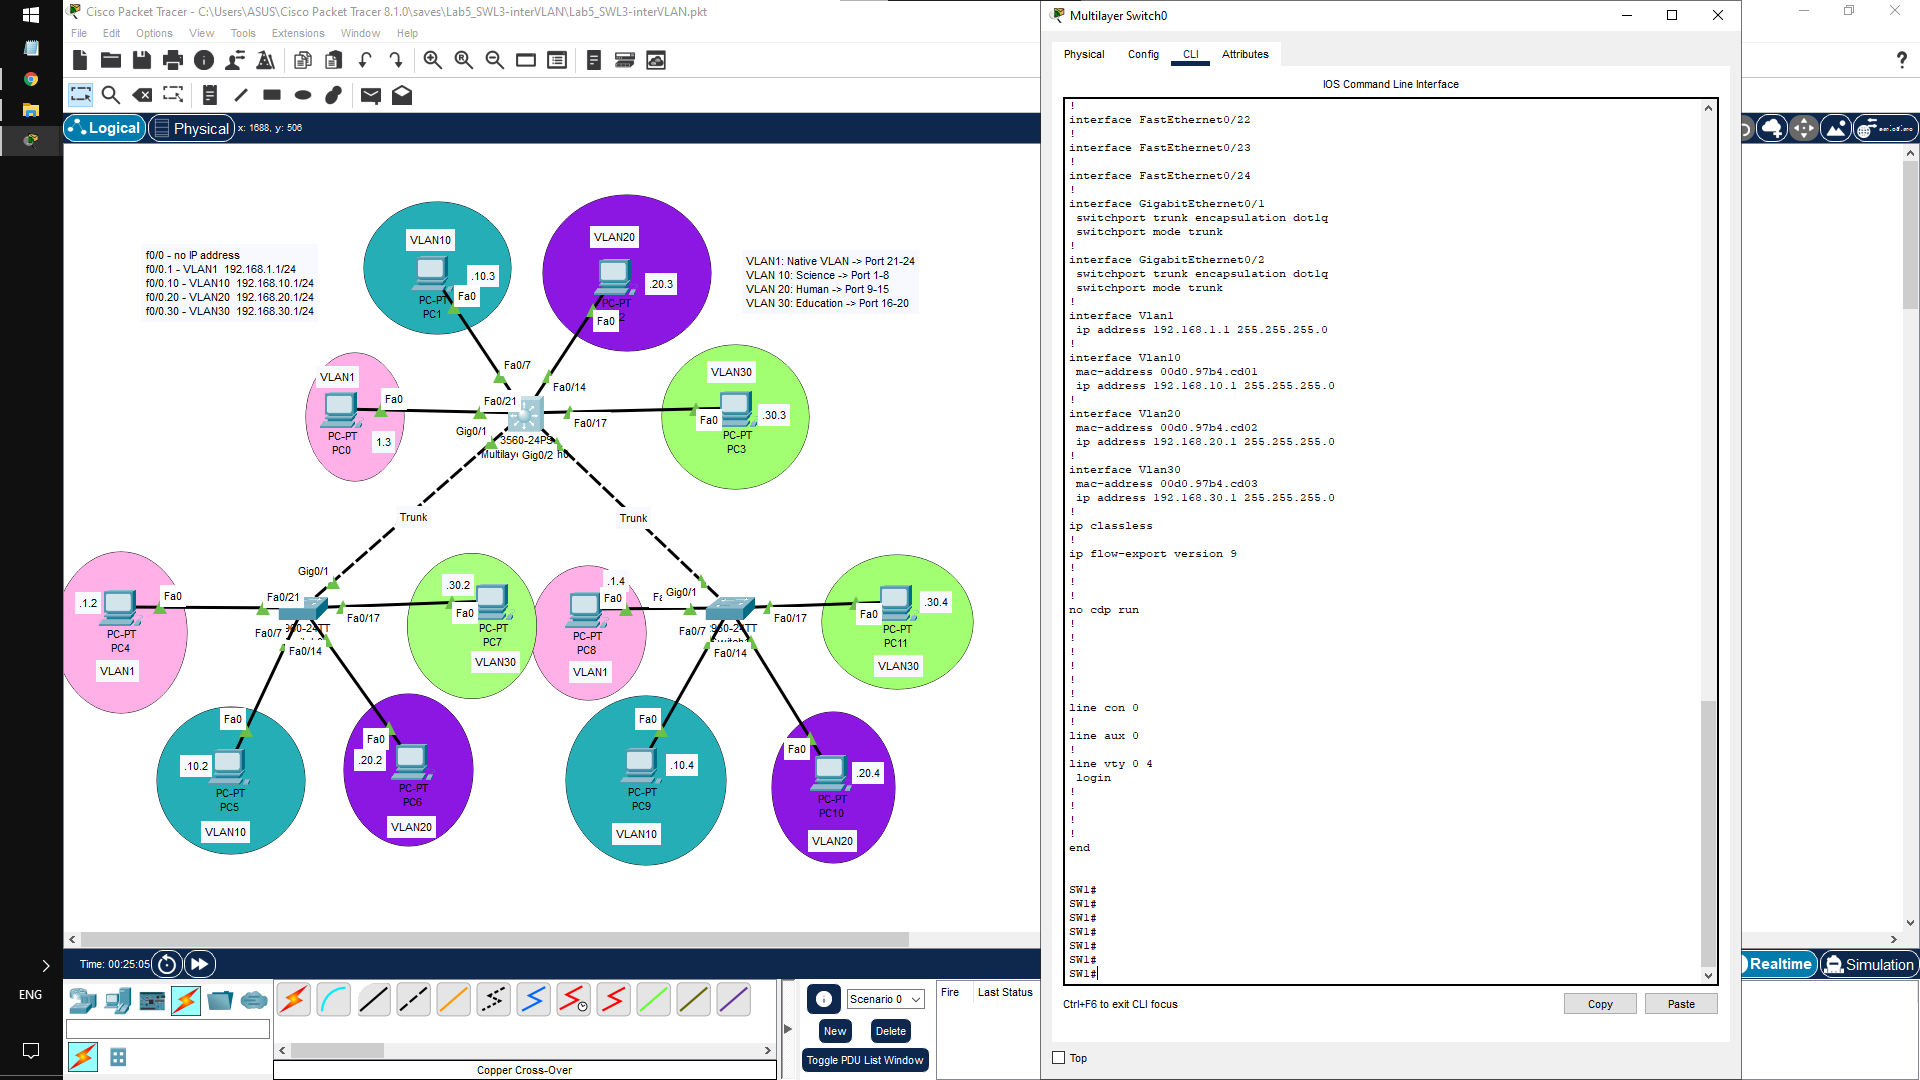 Cisco Packet Tracer - C:\Users\ASUS\Cisco Packet Tracer 8.1.0\saves\Lab5_SWL3-interVLAN\Lab5_SWL3-interVLAN.pkt
File Edit Options View Tools Extensions Window Help
Logical
Physical
x: 1688, y: 506
VLAN10
VLAN20
.10.3
.20.3
Fa0
PC-PT
PC1
PC-PT
2
Fa0
f0/0 - no IP address
f0/0.1 - VLAN1 192.168.1.1/24
f0/0.10 - VLAN10 192.168.10.1/24
f0/0.20 - VLAN20 192.168.20.1/24
f0/0.30 - VLAN30 192.168.30.1/24
VLAN1: Native VLAN -> Port 21-24
VLAN 10: Science -> Port 1-8
VLAN 20: Human -> Port 9-15
VLAN 30: Education -> Port 16-20
Fa0/7
Fa0/14
VLAN1
VLAN30
Fa0
Fa0/21
Fa0/17
Fa0
.30.3
PC-PT
PC0
1.3
Gig0/1
3560-24PS
Gig0/2
PC-PT
PC3
Trunk
Trunk
Gig0/1
.1.2
Fa0
Fa0/21
PC-PT
PC4
VLAN1
Fa0/7
Fa0/14
Fa0/17
.30.2
Fa0
PC-PT
PC7
VLAN30
.1.4
Fa0
Gig0/1
PC-PT
PC8
VLAN1
Fa0/7
Fa0/14
Fa0/17
Fa0
.30.4
PC-PT
PC11
VLAN30
Fa0
.10.2
PC-PT
PC5
VLAN10
Fa0
.20.2
PC-PT
PC6
VLAN20
Fa0
.10.4
PC-PT
PC9
VLAN10
Fa0
.20.4
PC-PT
PC10
VLAN20
Time: 00:25:05
Realtime
Simulation
Scenario 0
New
Delete
Toggle PDU List Window
Fire
Last Status
Copper Cross-Over
ENG
Multilayer Switch0
Physical Config CLI Attributes
IOS Command Line Interface
!
interface FastEthernet0/22
!
interface FastEthernet0/23
!
interface FastEthernet0/24
!
interface GigabitEthernet0/1
switchport trunk encapsulation dot1q
switchport mode trunk
!
interface GigabitEthernet0/2
switchport trunk encapsulation dot1q
switchport mode trunk
!
interface Vlan1
ip address 192.168.1.1 255.255.255.0
!
interface Vlan10
mac-address 00d0.97b4.cd01
ip address 192.168.10.1 255.255.255.0
!
interface Vlan20
mac-address 00d0.97b4.cd02
ip address 192.168.20.1 255.255.255.0
!
interface Vlan30
mac-address 00d0.97b4.cd03
ip address 192.168.30.1 255.255.255.0
!
ip classless
!
ip flow-export version 9
!
!
!
no cdp run
!
!
!
!
!
!
line con 0
!
line aux 0
!
line vty 0 4
login
!
!
!
!
end
SW1#
SW1#
SW1#
SW1#
SW1#
SW1#
SW1#
Ctrl+F6 to exit CLI focus
Copy
Paste
Top